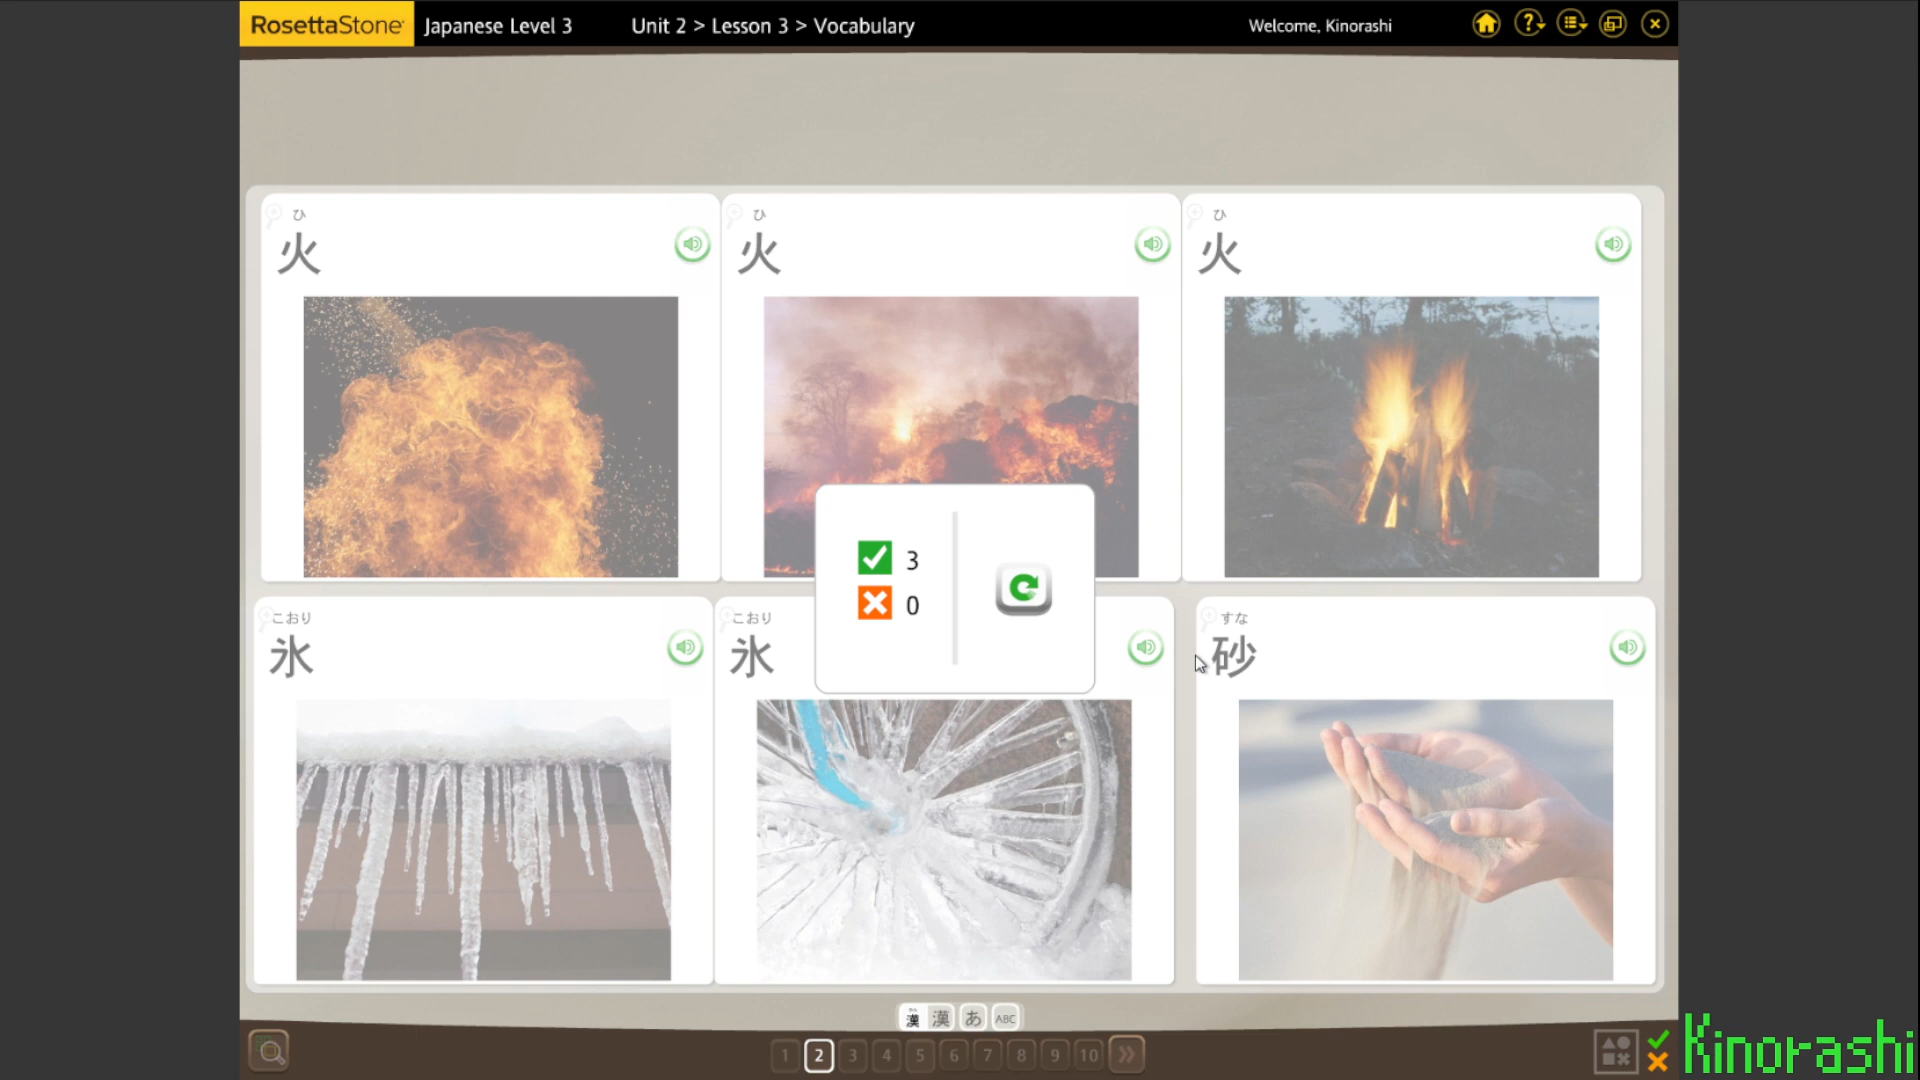 RosettaStone
Japanese Level 3
Unit 2 > Lesson 3 > Vocabulary
Welcome, Kinorashi
ひ
火
ひ
火
ひ
火
3
0
こおり
氷
こおり
氷
すな
砂
漢 漢 あ ABC
1 2 3 4 5 6 7 8 9 10
Kinorashi